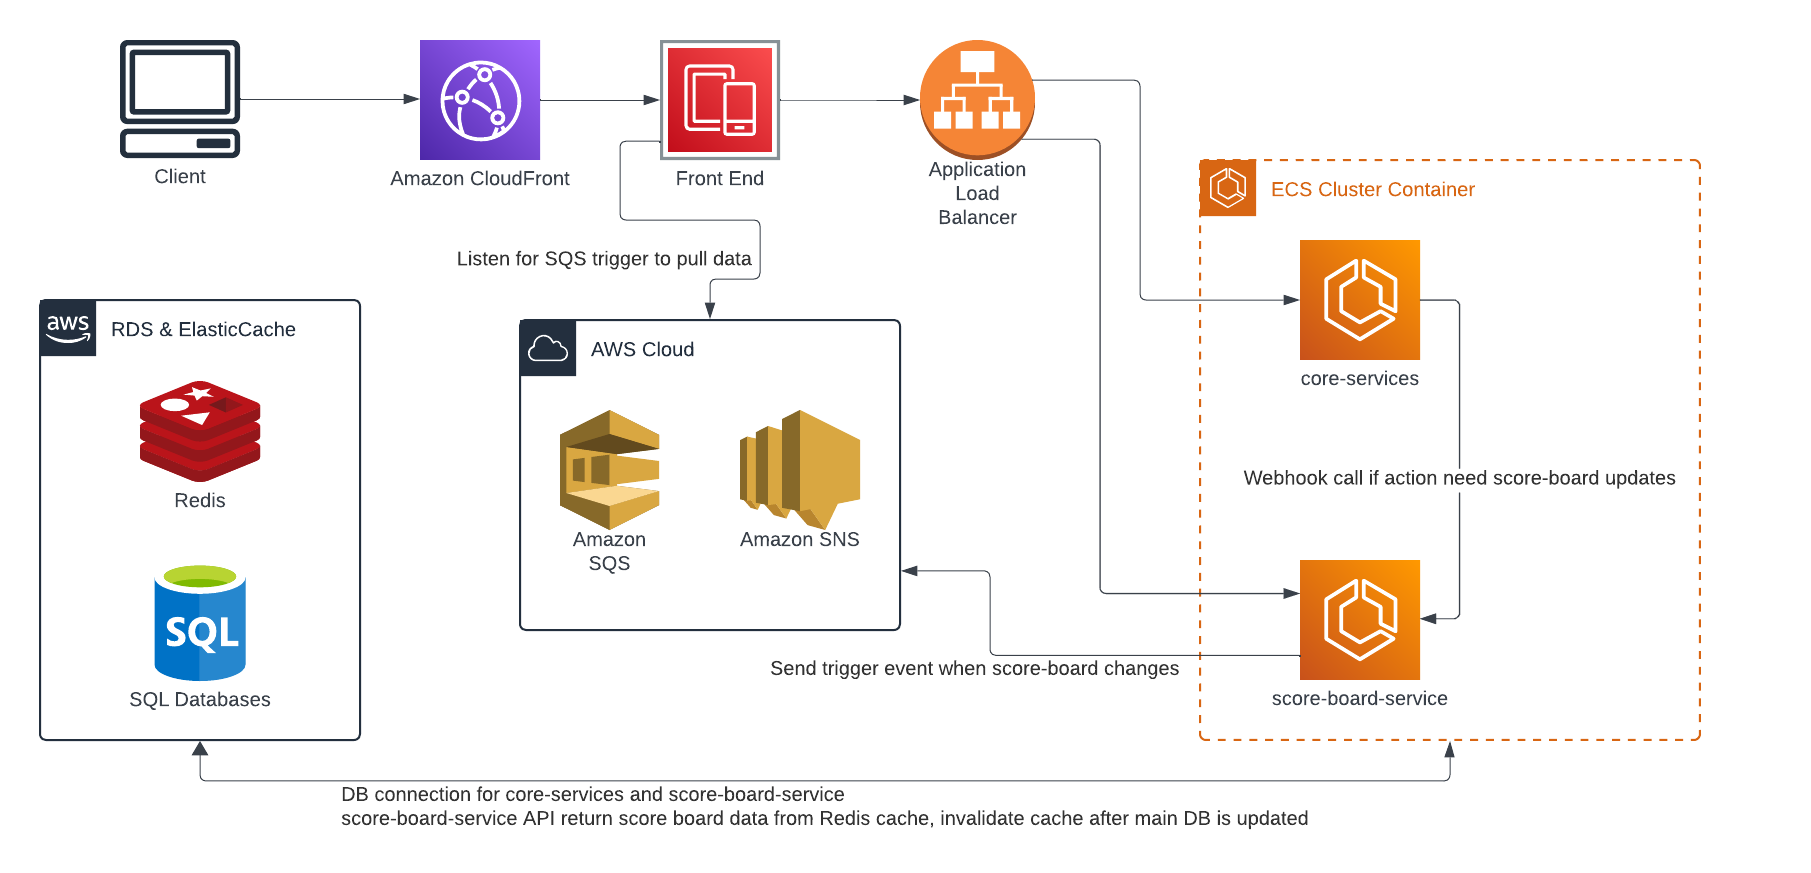 Client
Amazon CloudFront
Front End
Application
Load
Balancer
ECS Cluster Container
Listen for SQS trigger to pull data
aws
RDS & ElasticCache
AWS Cloud
core-services
Redis
Amazon
SQS
Amazon SNS
Webhook call if action need score-board updates
SQL
SQL Databases
Send trigger event when score-board changes
score-board-service
DB connection for core-services and score-board-service
score-board-service API return score board data from Redis cache, invalidate cache after main DB is updated